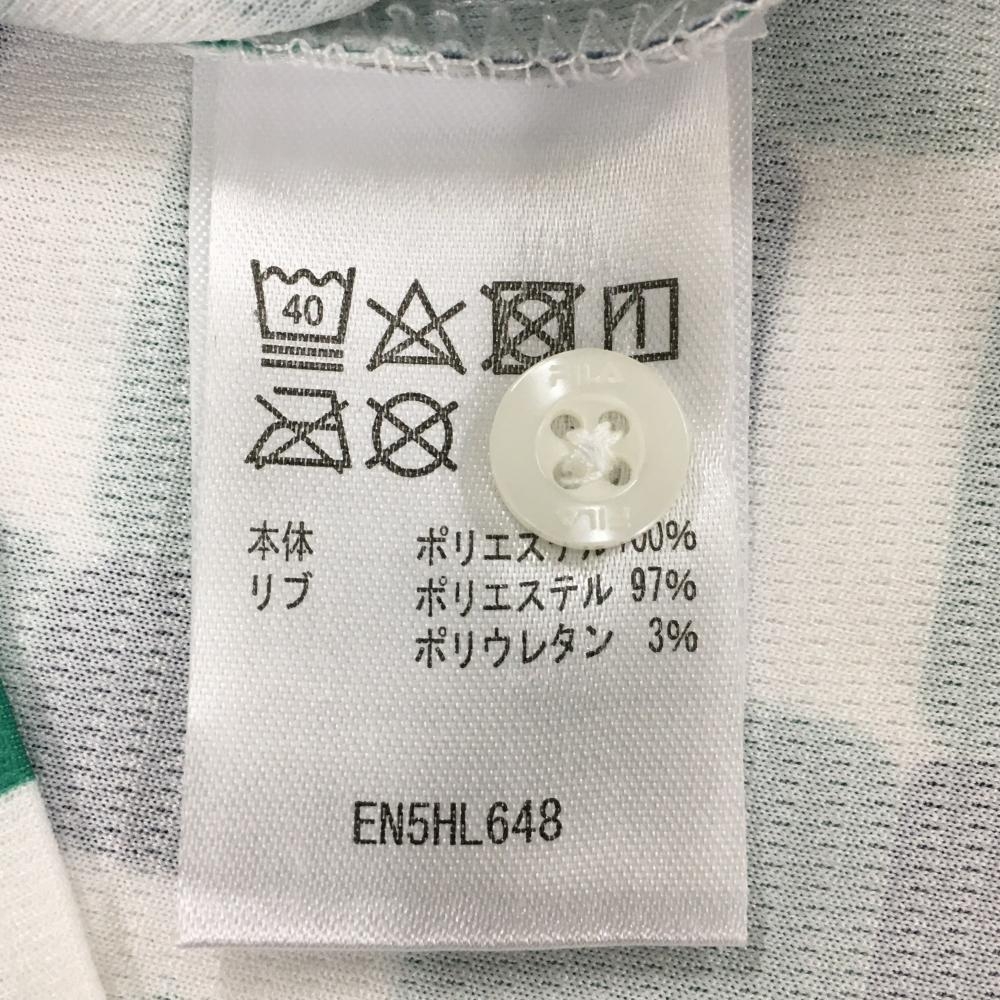 40
FILA
FILA
本体 ポリエステル 100%
リブ ポリエステル 97%
ポリウレタン 3%
EN5HL648